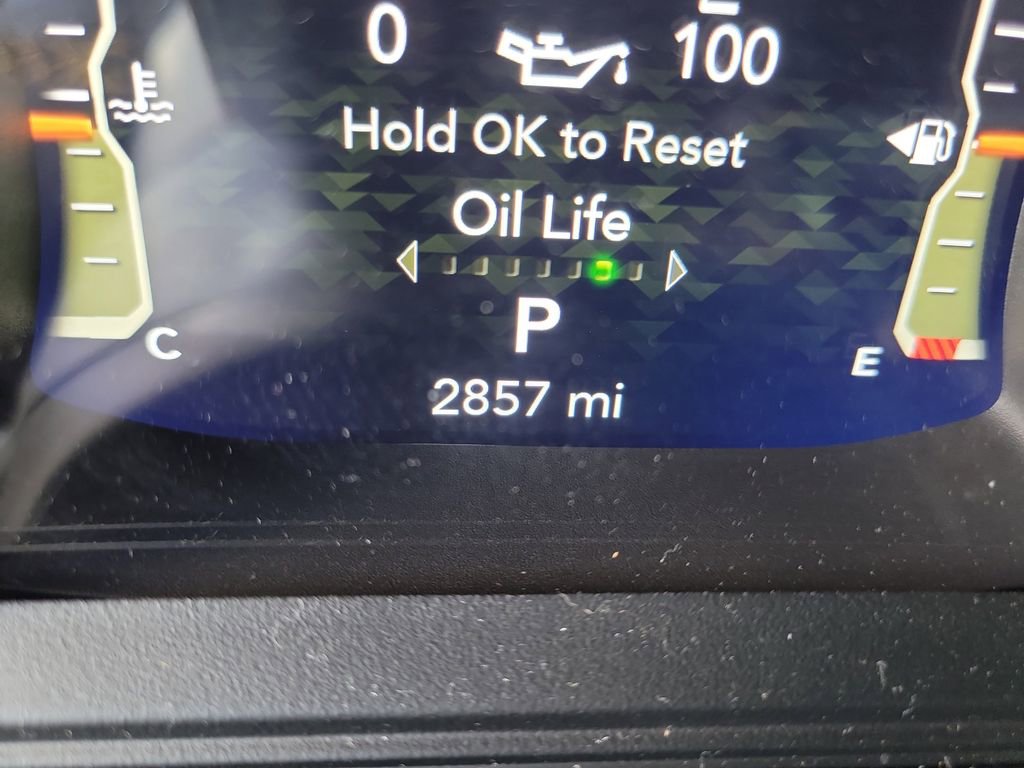 0 100
Hold OK to Reset
Oil Life
P
C
E
2857 mi